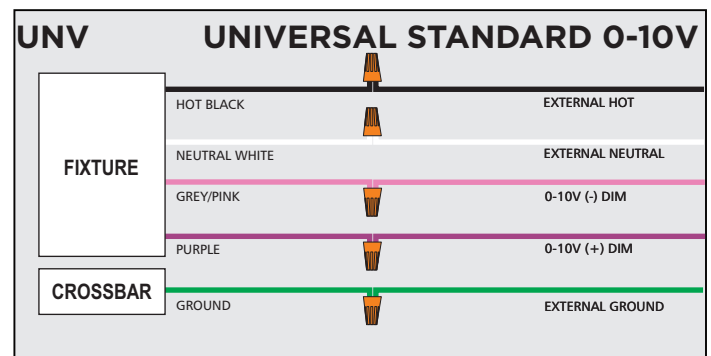 UNV UNIVERSAL STANDARD 0-10V
HOT BLACK EXTERNAL HOT
FIXTURE
NEUTRAL WHITE EXTERNAL NEUTRAL
GREY/PINK 0-10V (-) DIM
PURPLE 0-10V (+) DIM
CROSSBAR
GROUND EXTERNAL GROUND